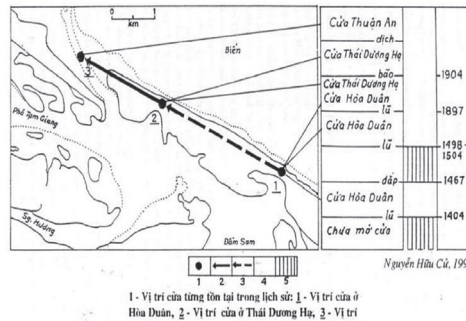 0 1
km
Biển
Phá Tam Giang
Sg. Hương
Đầm Sam
3
2
1
Cửa Thuận An
dịch
Cửa Thái Dương Hạ
bão
1904
Cửa Thái Dương Hạ
Cửa Hòa Duân
lũ
1897
Cửa Hòa Duân
lũ
1498
1504
đắp
1467
Cửa Hòa Duân
lũ
1404
Chưa mở cửa
1 2 3 4 5
Nguyễn Hữu Cử, 199
I - Vị trí cửa từng tồn tại trong lịch sử: 1 - Vị trí cửa ở
Hòa Duân, 2 - Vị trí cửa ở Thái Dương Hạ, 3 - Vị trí